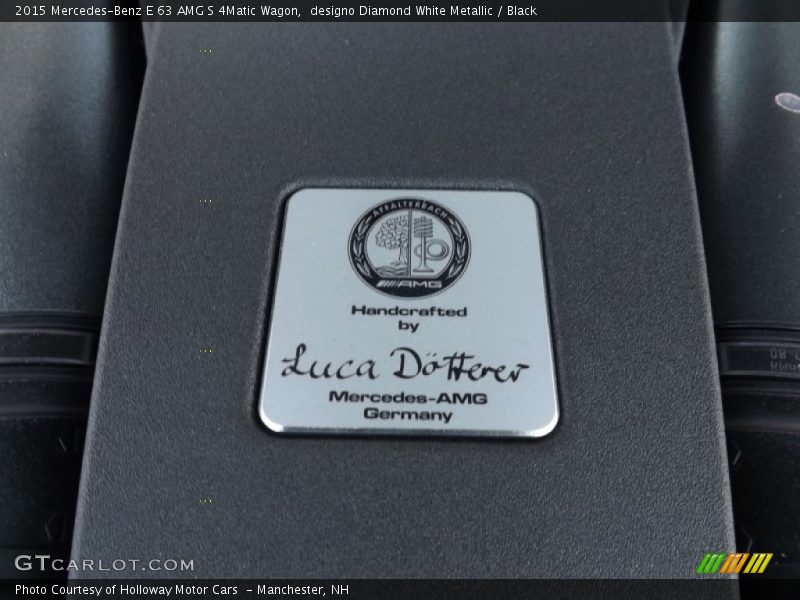 2015 Mercedes-Benz E 63 AMG S 4Matic Wagon,  designo Diamond White Metallic / Black
AFFALTERBACH
AMG
Handcrafted
by
Luca Dötterer
Mercedes-AMG
Germany
GTCARLOT.COM
Photo Courtesy of Holloway Motor Cars  - Manchester, NH